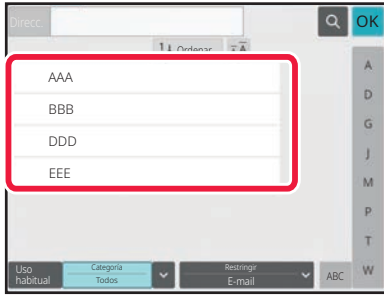 Direcc. OK
Ordenar
AAA
BBB
DDD
EEE
A
D
G
J
M
P
T
W
Uso habitual
Categoría
Todos
Restringir
E-mail
ABC